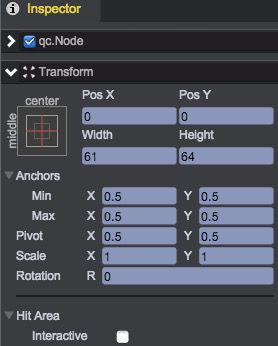 Inspector
qc.Node
Transform
center
middle
Pos X Pos Y
0 0
Width Height
61 64
Anchors
Min X 0.5 Y 0.5
Max X 0.5 Y 0.5
Pivot X 0.5 Y 0.5
Scale X 1 Y 1
Rotation R 0
Hit Area
Interactive